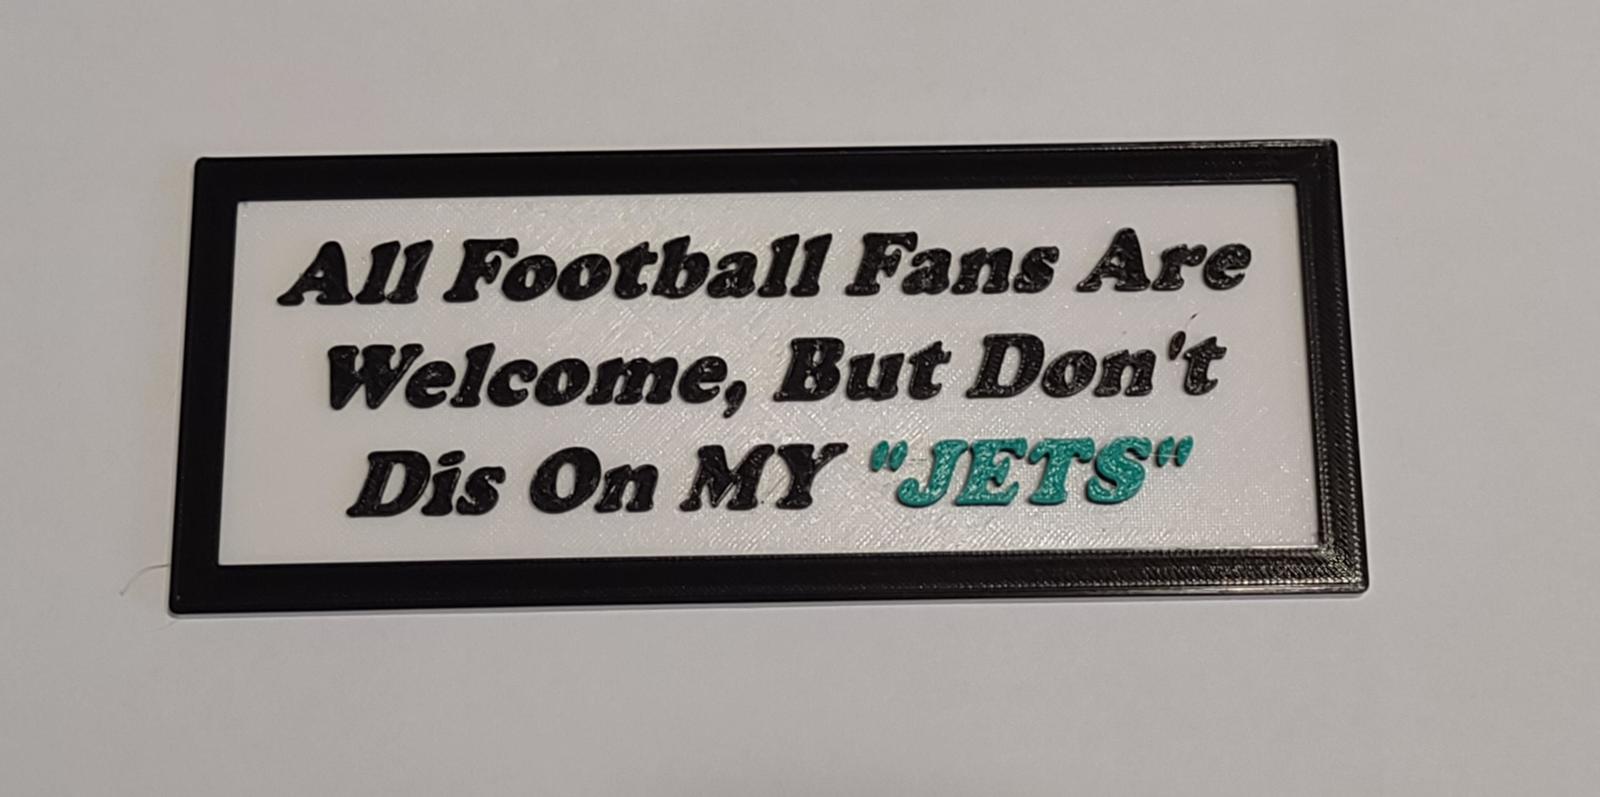 All Football Fans Are
Welcome, But Don't
Dis On MY "JETS"